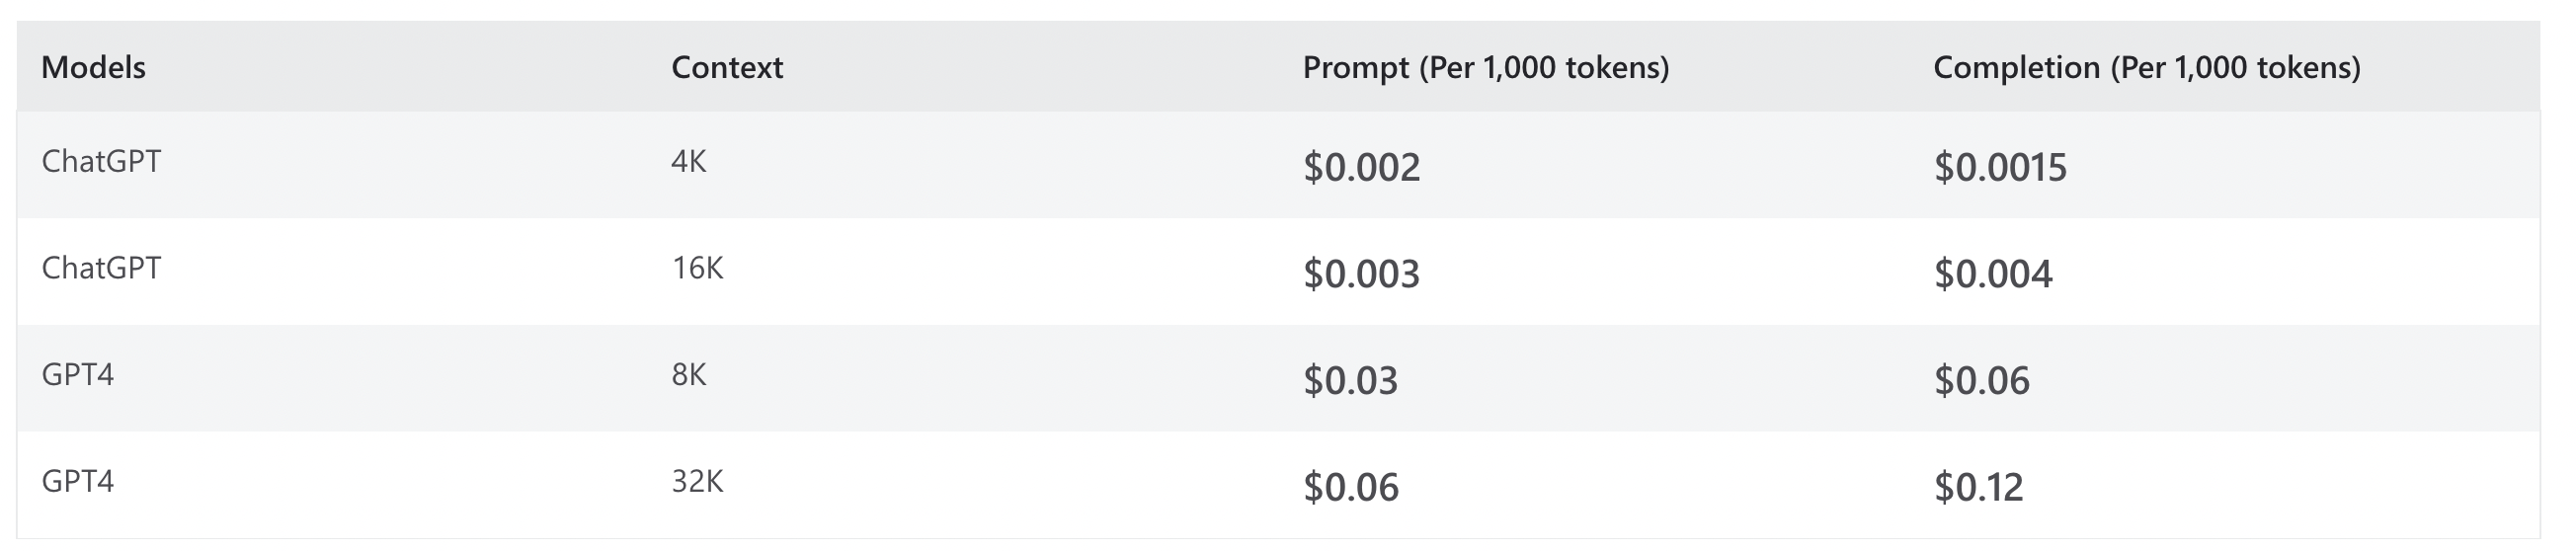 Models Context Prompt (Per 1,000 tokens) Completion (Per 1,000 tokens)
ChatGPT 4K $0.002 $0.0015
ChatGPT 16K $0.003 $0.004
GPT4 8K $0.03 $0.06
GPT4 32K $0.06 $0.12